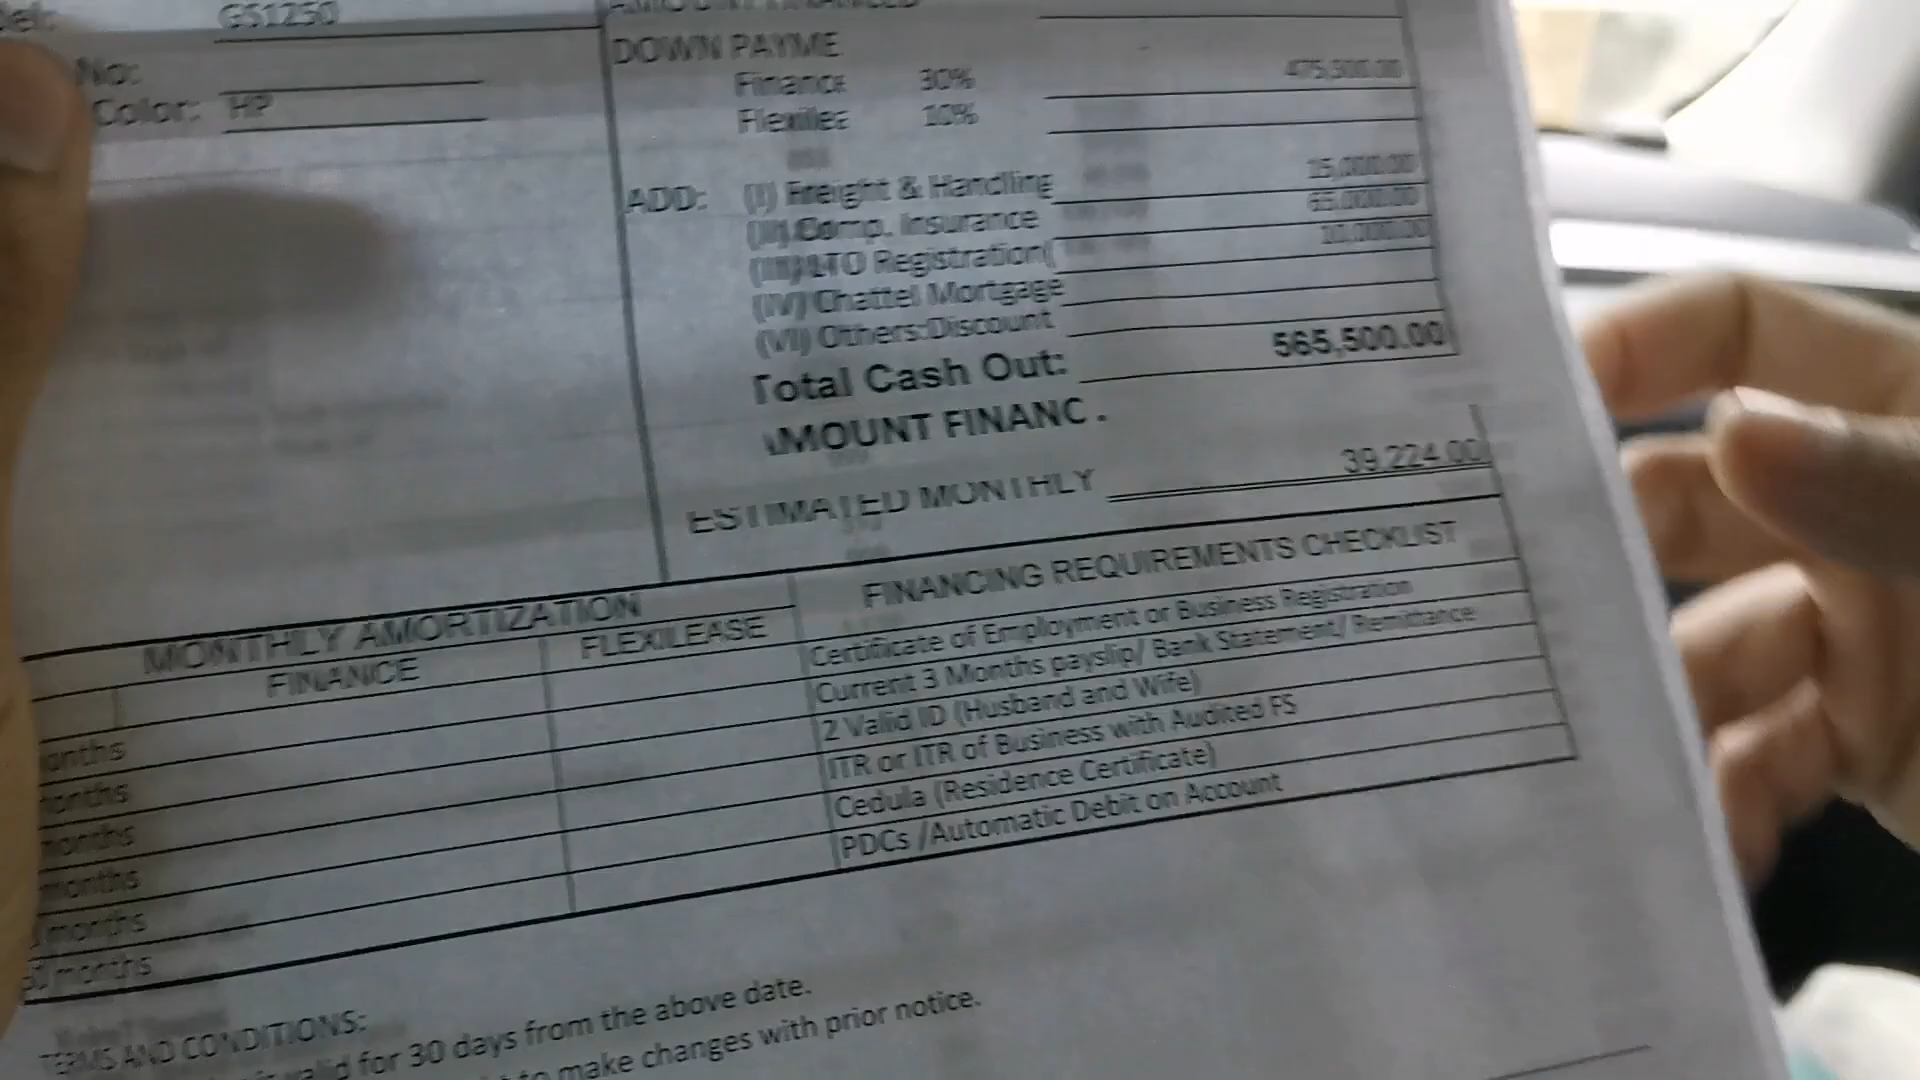 GS1250
No:
Color: HP
DOWN PAYME
Finance 30% 475,500.00
Flexilea 10%
ADD: (I) Freight & Handling 15,000.00
(II) Comp. Insurance 65,000.00
(III) LTO Registration( 10,000.00
(IV) Chattel Mortgage
(VI) Others:Discount
Total Cash Out: 565,500.00
AMOUNT FINANC .
ESTIMATED MONTHLY 39,224.00
MONTHLY AMORTIZATION
FINANCE
FLEXILEASE
onths
months
months
months
months
months
FINANCING REQUIREMENTS CHECKLIST
Certificate of Employment or Business Registration
Current 3 Months payslip/ Bank Statement/ Remittance
2 Valid ID (Husband and Wife)
ITR or ITR of Business with Audited FS
Cedula (Residence Certificate)
PDCs /Automatic Debit on Account
TERMS AND CONDITIONS:
valid for 30 days from the above date.
to make changes with prior notice.